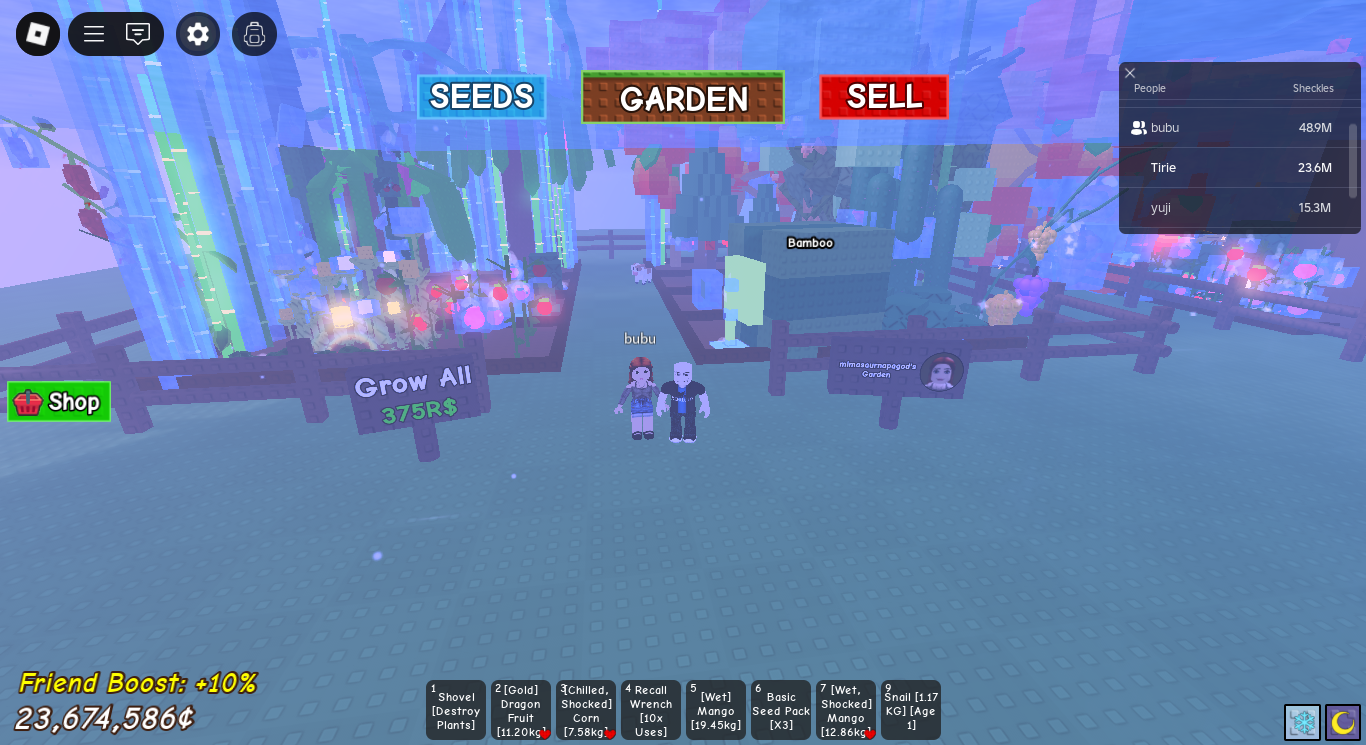 SEEDS
GARDEN
SELL
People Sheckles
bubu 48.9M
Tirie 23.6M
yuji 15.3M
Bamboo
bubu
Grow All
375R$
mimosournapagod's
Garden
Shop
Friend Boost: +10%
23,674,586¢
1 Shovel
[Destroy
Plants]
2 [Gold]
Dragon
Fruit
[11.20kg]
3 [Chilled,
Shocked]
Corn
[7.58kg]
4 Recall
Wrench
[10x
Uses]
5 [Wet]
Mango
[19.45kg]
6 Basic
Seed Pack
[X3]
7 [Wet,
Shocked]
Mango
[12.86kg]
9 Snail [1.17
KG] [Age
1]